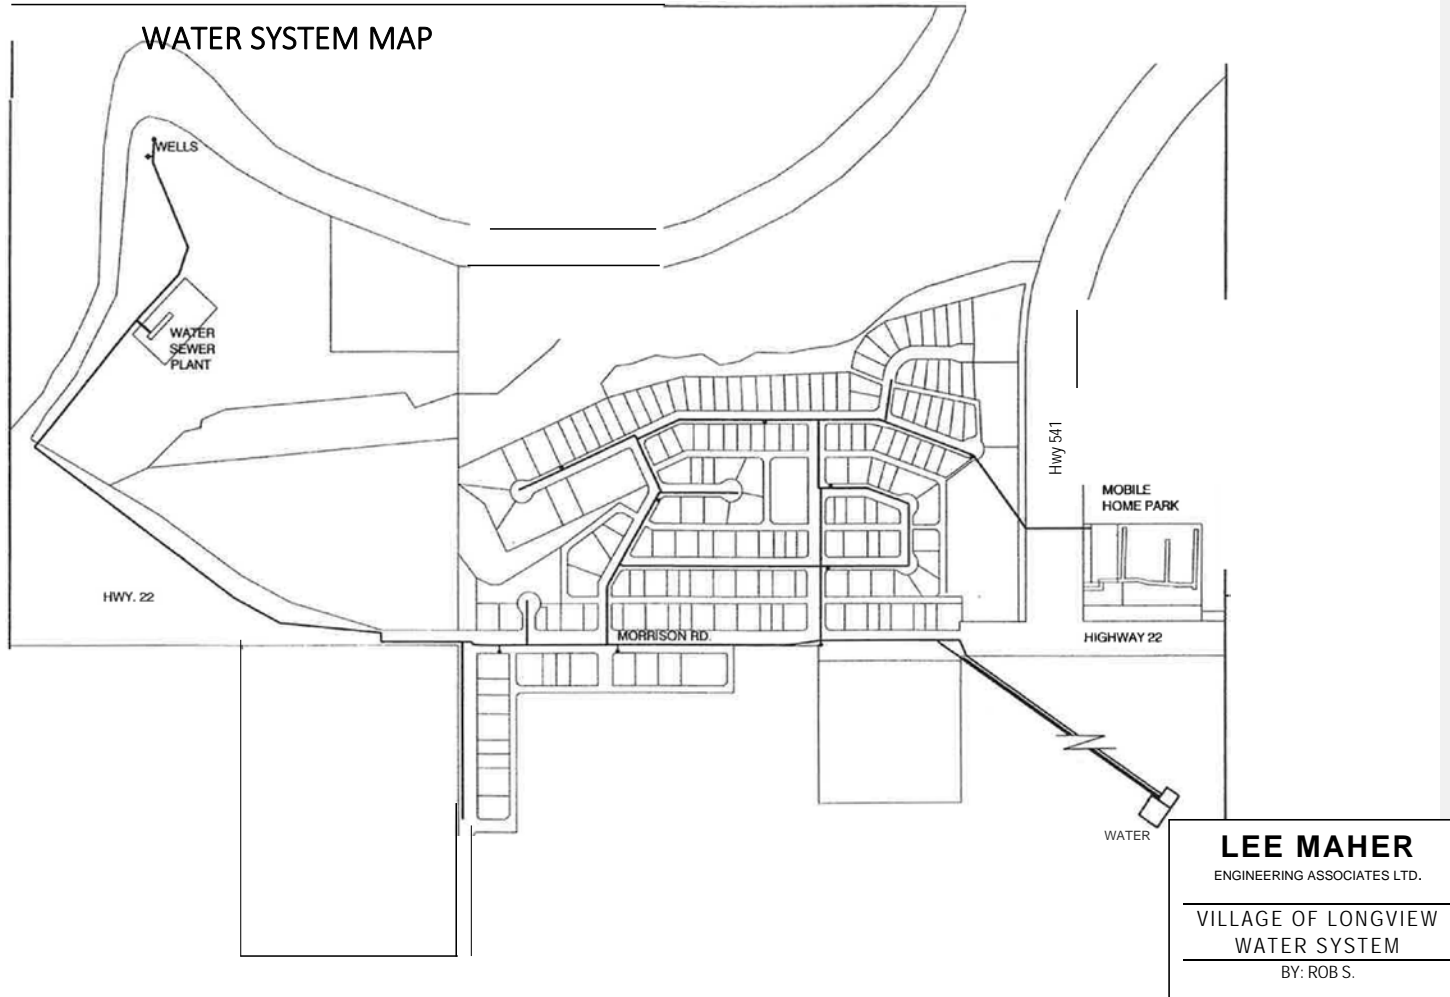 WATER SYSTEM MAP
WELLS
WATER
SEWER
PLANT
Hwy 541
MOBILE
HOME PARK
HWY. 22
MORRISON RD.
HIGHWAY 22
WATER
LEE MAHER
ENGINEERING ASSOCIATES LTD.
VILLAGE OF LONGVIEW
WATER SYSTEM
BY: ROB S.